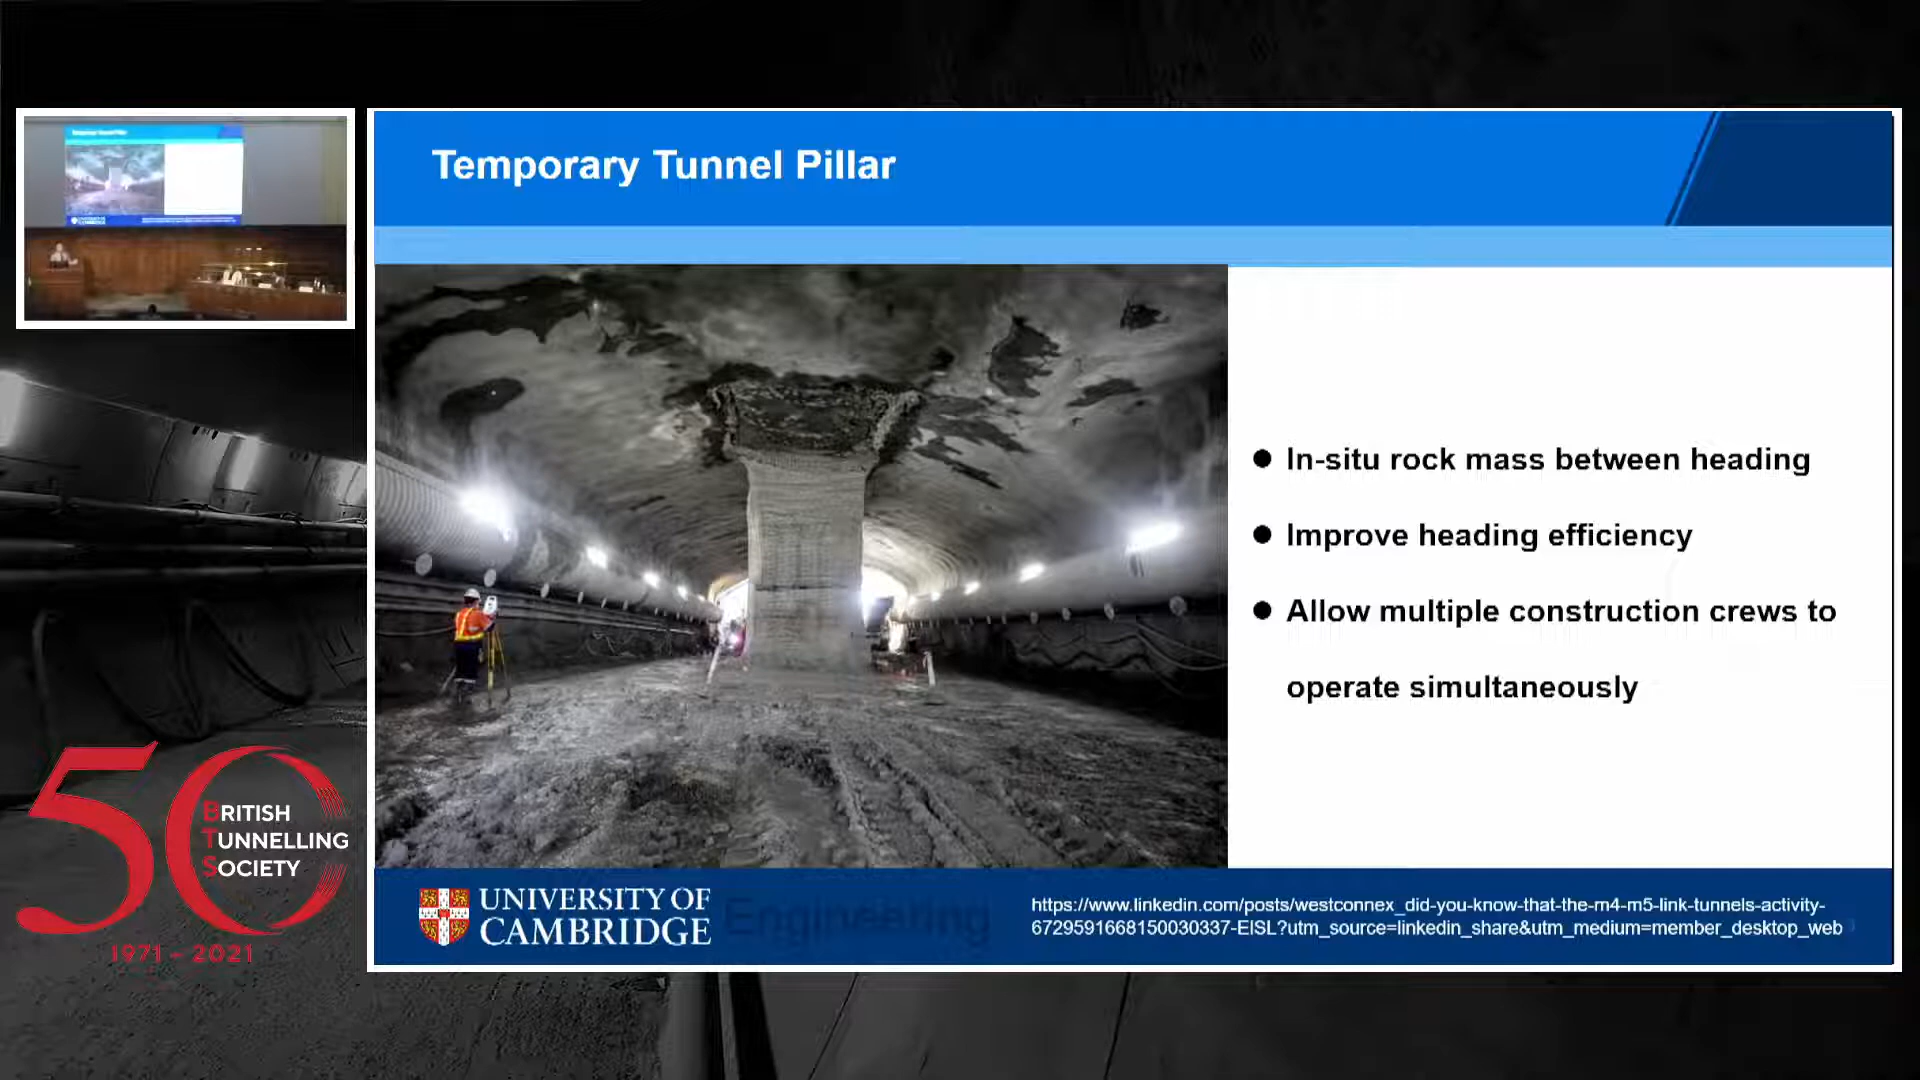 Temporary Tunnel Pillar
In-situ rock mass between heading
Improve heading efficiency
Allow multiple construction crews to
operate simultaneously
50
BRITISH
TUNNELLING
SOCIETY
1971 - 2021
UNIVERSITY OF
CAMBRIDGE
Engineering
https://www.linkedin.com/posts/westconnex_did-you-know-that-the-m4-m5-link-tunnels-activity-
6729591668150030337-EISL?utm_source=linkedin_share&utm_medium=member_desktop_web